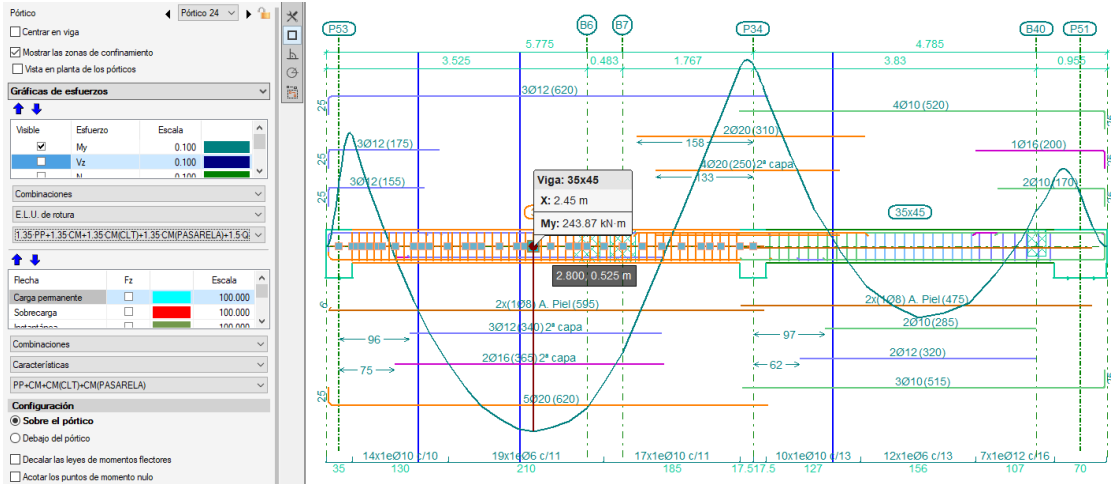 Pórtico
Pórtico 24
Centrar en viga
Mostrar las zonas de confinamiento
Vista en planta de los pórticos
Gráficas de esfuerzos
Visible Esfuerzo Escala
My 0.100
Vz 0.100
N 0.100
Combinaciones
E.L.U. de rotura
1.35·PP+1.35·CM+1.35·CM(CLT)+1.35·CM(PASARELA)+1.5·Q
Flecha Fz Escala
Carga permanente 100.000
Sobrecarga 100.000
Instantánea 100.000
Combinaciones
Características
PP+CM+CM(CLT)+CM(PASARELA)
Configuración
Sobre el pórtico
Debajo del pórtico
Decalar las leyes de momentos flectores
Acotar los puntos de momento nulo
P53 B6 B7 P34 B40 P51
5.775 4.785
3.525 0.483 1.767 3.83 0.955
3Ø12(620)
25
4Ø10(520)
2Ø20(310)
3Ø12(175)
25
158
1Ø16(200)
4Ø20(250)2ª capa
3Ø12(155)
25
133
2Ø10(170)
Viga: 35x45
X: 2.45 m
My: 243.87 kN·m
35x45
2.800, 0.525 m
2x(1Ø8) A. Piel(595)
2x(1Ø8) A. Piel(475)
3Ø12(340)2ª capa
2Ø10(285)
96
97
2Ø16(365)2ª capa
2Ø12(320)
75
62
3Ø10(515)
25
5Ø20(620)
14x1eØ10 c/10 19x1eØ6 c/11 17x1eØ10 c/11 10x1eØ10 c/13 12x1eØ6 c/13 7x1eØ12 c/16
35 130 210 185 17.517.5 127 156 107 70